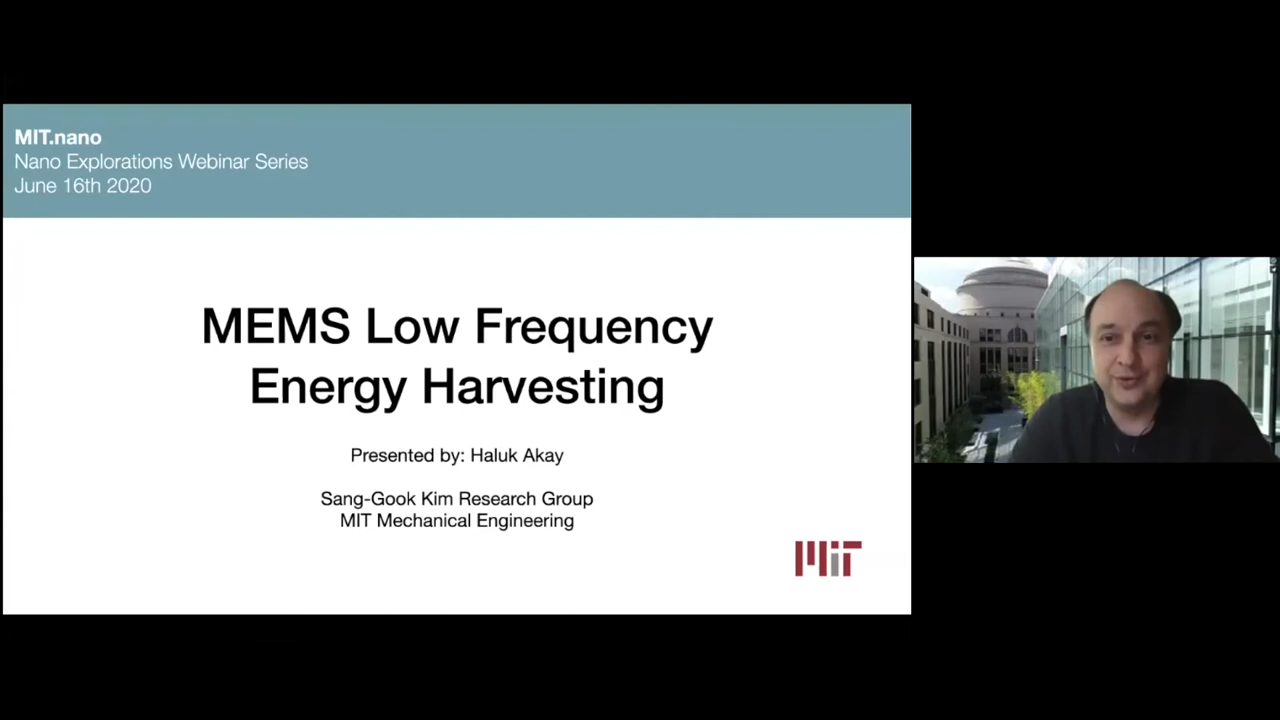 MIT.nano
Nano Explorations Webinar Series
June 16th 2020
MEMS Low Frequency
Energy Harvesting
Presented by: Haluk Akay
Sang-Gook Kim Research Group
MIT Mechanical Engineering
MIT